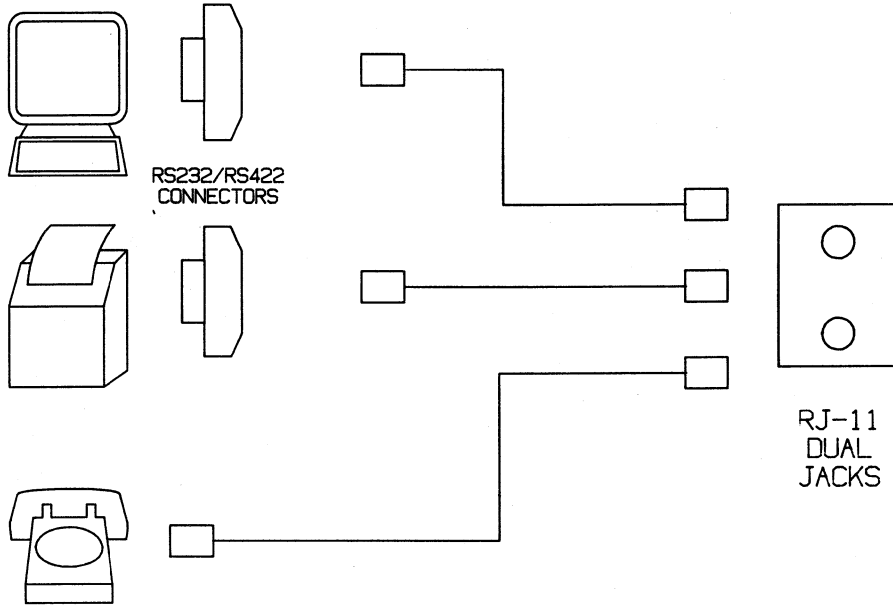 RS232/RS422
CONNECTORS
RJ-11
DUAL
JACKS